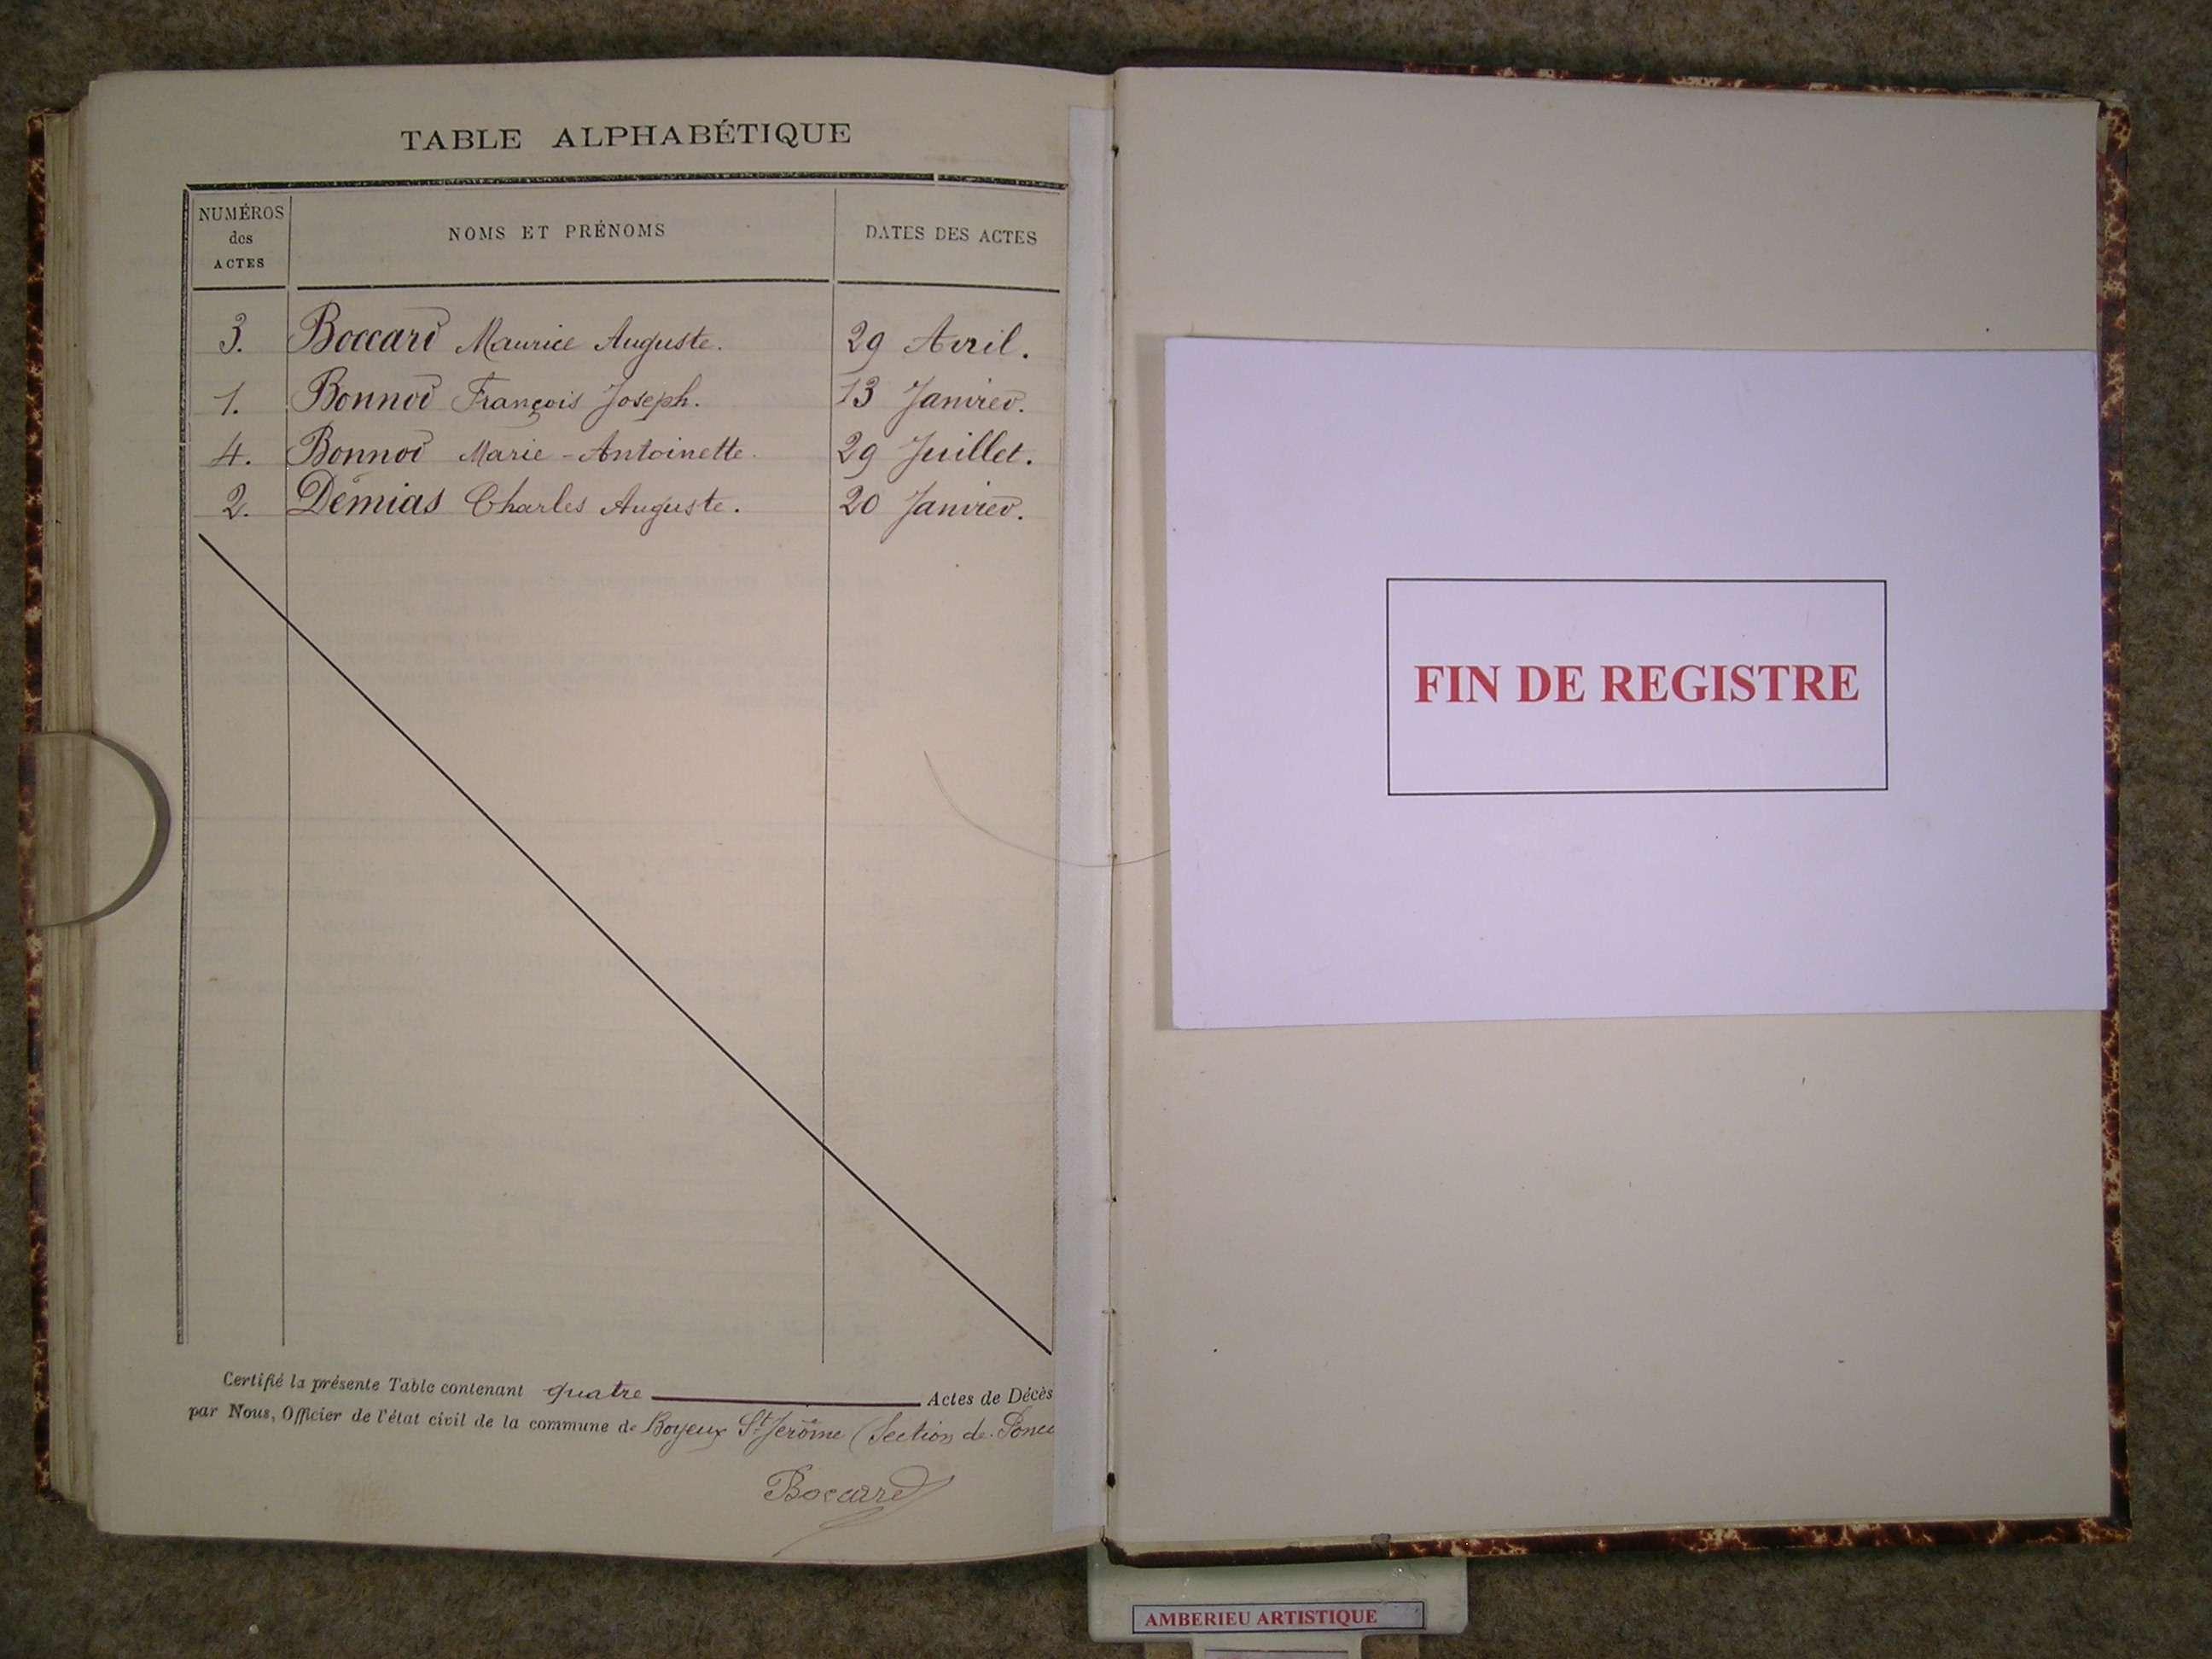 TABLE ALPHABÉTIQUE
NUMÉROS des ACTES
NOMS ET PRÉNOMS
DATES DES ACTES
3. Boccard Maurice Auguste. 29 Avril.
1. Bonnod François Joseph. 13 Janvier.
4. Bonnod Marie-Antoinette. 29 Juillet.
2. Démias Charles Auguste. 20 Janvier.
Certifié la présente Table contenant quatre Actes de Décès
par Nous, Officier de l'état civil de la commune de Boyeux St Jérôme (Section de
Boccard
FIN DE REGISTRE
AMBERIEU ARTISTIQUE